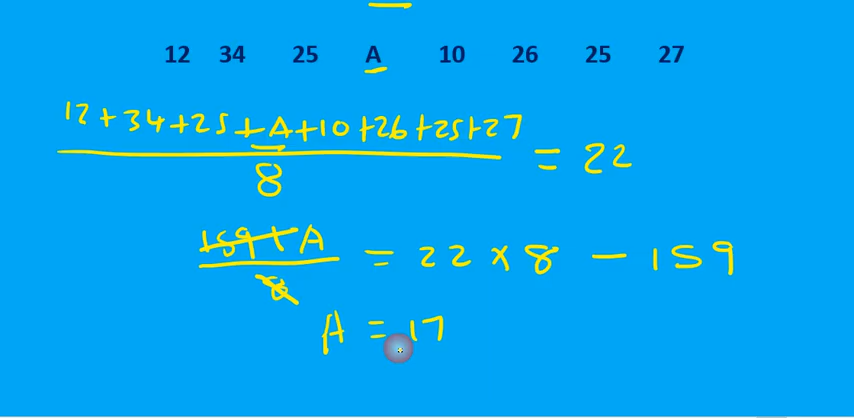 12 34 25 A 10 26 25 27
12+34+25+A+10+26+25+27
8
= 22
159+A
8
= 22 × 8 - 159
A = 17